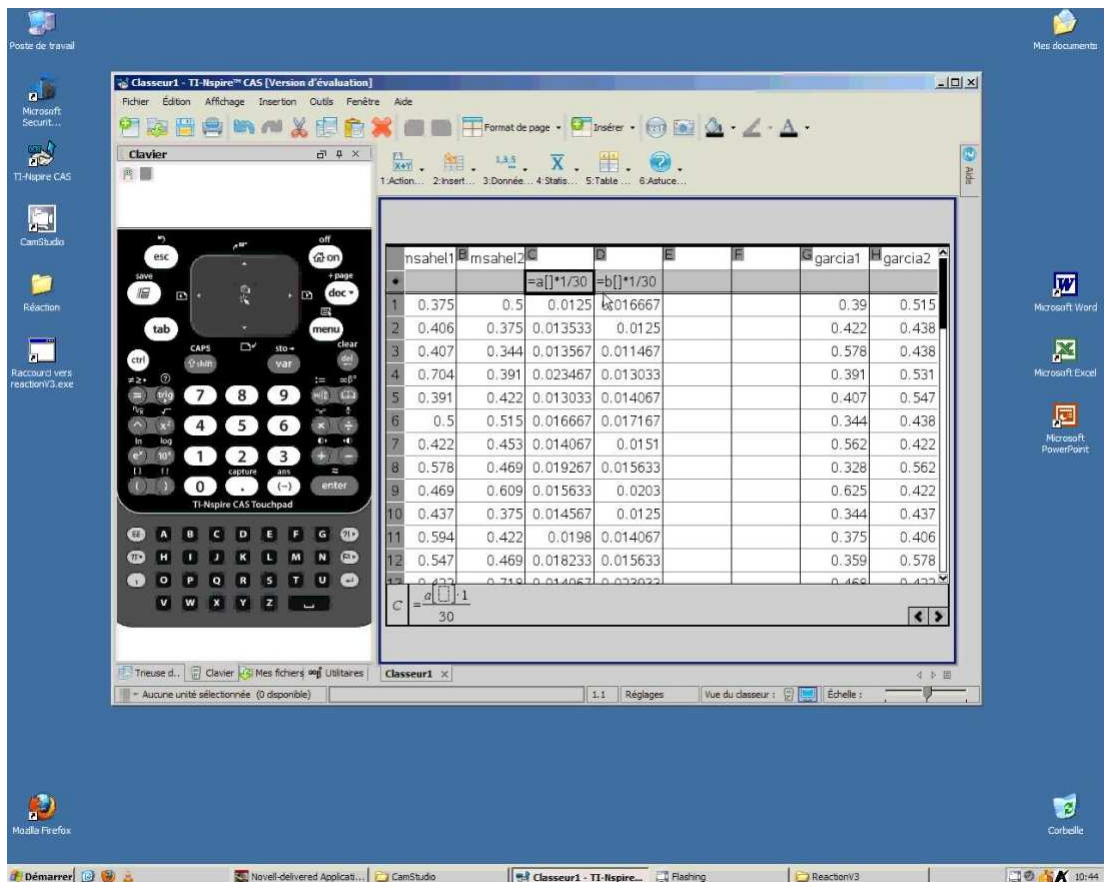 Poste de travail
Mes documents
Microsoft
Securit...
TI-Nspire CAS
CamStudio
Réaction
Raccourci vers
reactionV3.exe
Mozilla Firefox
Microsoft Word
Microsoft Excel
Microsoft
PowerPoint
Corbeille
Classeur1 - TI-Nspire™ CAS [Version d'évaluation]
Fichier Édition Affichage Insertion Outils Fenêtre Aide
Format de page Insérer
Clavier
1:Action... 2:Insert... 3:Donnée... 4:Statis... 5:Table ... 6:Astuce...
Aide
esc
off
on
save
+page
doc
tab
menu
ctrl
CAPS
shift
sto→
var
clear
del
trig
7 8 9
4 5 6
ln log
1 2 3
capture ans
0 . (-) enter
TI-Nspire CAS Touchpad
EE A B C D E F G ?!
H I J K L M N
, O P Q R S T U
V W X Y Z
msahel1 B msahel2 C D E F G garcia1 H garcia2
=a[]*1/30 =b[]*1/30
1 0.375 0.5 0.0125 016667 0.39 0.515
2 0.406 0.375 0.013533 0.0125 0.422 0.438
3 0.407 0.344 0.013567 0.011467 0.578 0.438
4 0.704 0.391 0.023467 0.013033 0.391 0.531
5 0.391 0.422 0.013033 0.014067 0.407 0.547
6 0.5 0.515 0.016667 0.017167 0.344 0.438
7 0.422 0.453 0.014067 0.0151 0.562 0.422
8 0.578 0.469 0.019267 0.015633 0.328 0.562
9 0.469 0.609 0.015633 0.0203 0.625 0.422
10 0.437 0.375 0.014567 0.0125 0.344 0.437
11 0.594 0.422 0.0198 0.014067 0.375 0.406
12 0.547 0.469 0.018233 0.015633 0.359 0.578
C = a[]·1
30
Trieuse d.. Clavier Mes fichiers Utilitaires
Classeur1
Aucune unité sélectionnée (0 disponible)
1.1 Réglages Vue du classeur : Échelle :
Démarrer Novell-delivered Applicati... CamStudio Classeur1 - TI-Nspire... Flashing ReactionV3 10:44